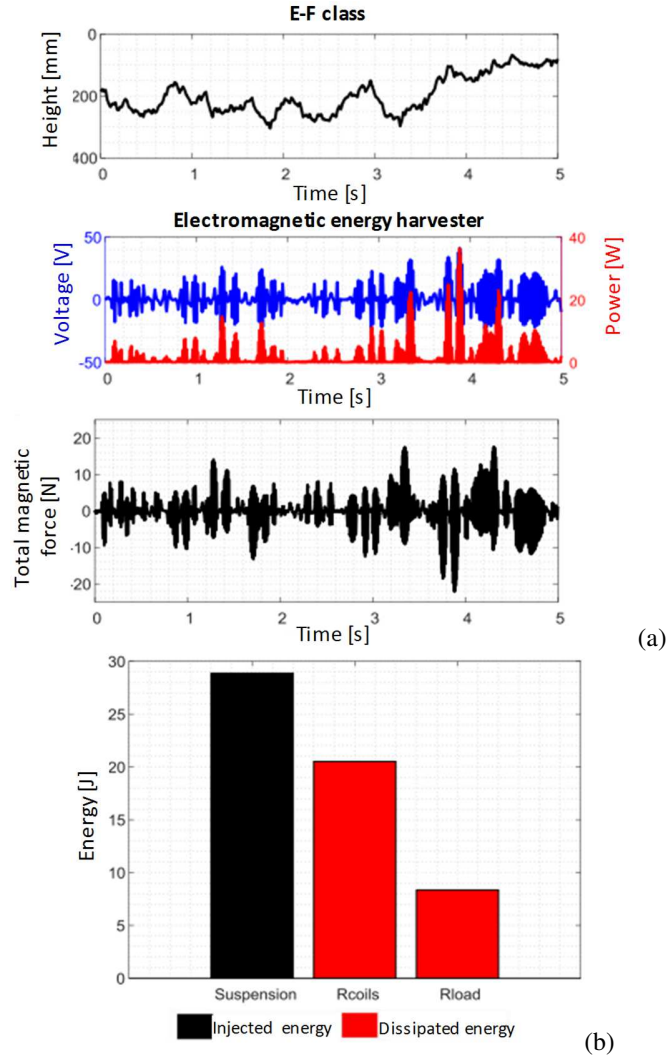 E-F class
Height [mm]
0
200
400
0 1 2 3 4 5
Time [s]
Electromagnetic energy harvester
Voltage [V]
50
0
-50
Power [W]
40
20
0
0 1 2 3 4 5
Time [s]
Total magnetic
force [N]
20
10
0
-10
-20
0 1 2 3 4 5
Time [s]
(a)
Energy [J]
30
25
20
15
10
5
0
Suspension Rcoils Rload
Injected energy Dissipated energy
(b)